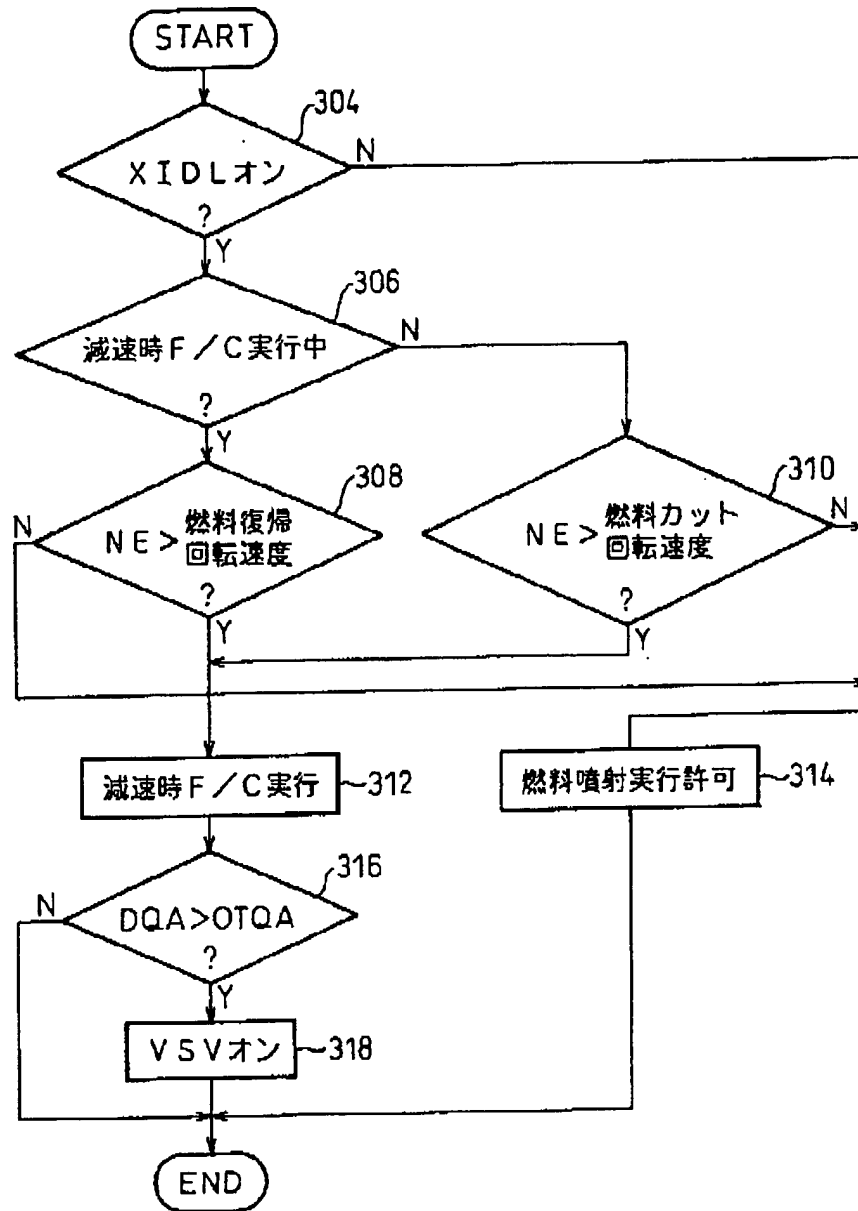 START
304
XIDLオン
?
N
Y
306
減速時F/C実行中
?
N
Y
308
NE>燃料復帰
回転速度
?
N
Y
310
NE>燃料カット
回転速度
?
N
Y
減速時F/C実行
312
燃料噴射実行許可
314
316
DQA>OTQA
?
N
Y
VSVオン
318
END